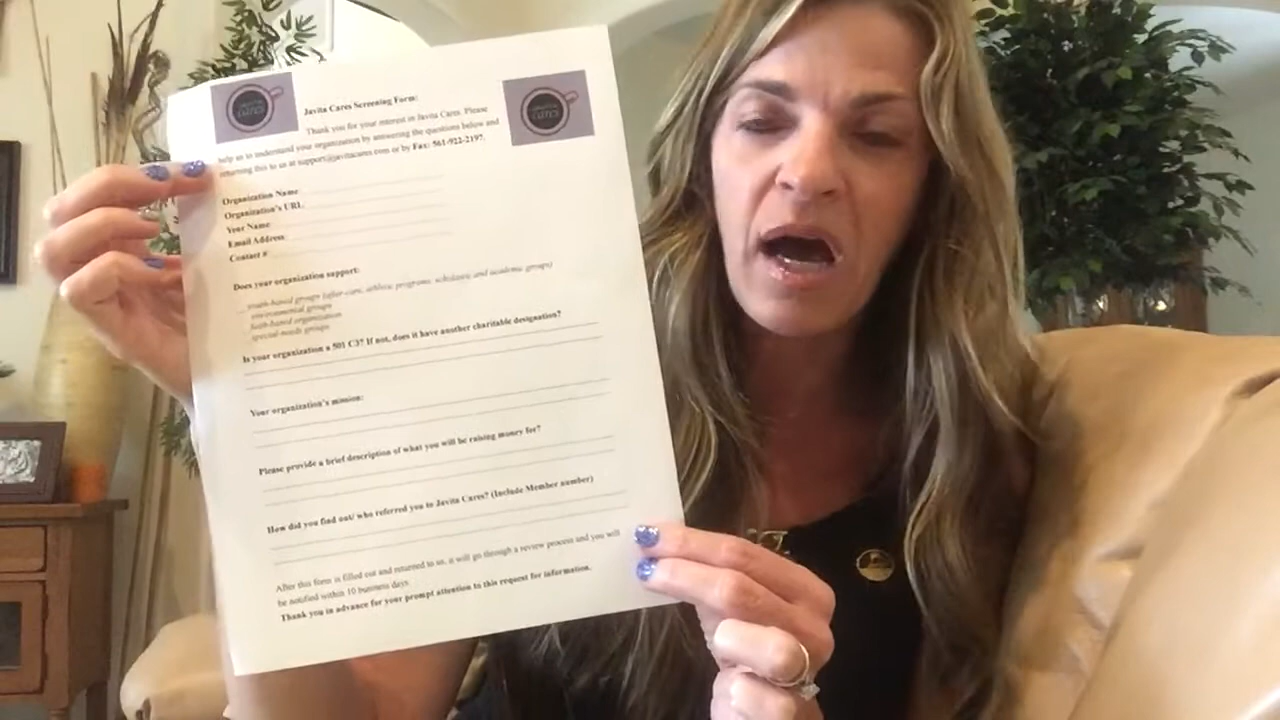 Javita Cares Screening Form:
Thank you for your interest in Javita Cares. Please
help us to understand your organization by answering the questions below and
returning this to us at support@javitacares.com or by Fax: 561-922-2197.
Organization Name
Organization's URL
Your Name
Email Address
Contact #
Does your organization support:
youth-based groups (after-care, athletic programs, scholastic and academic groups)
environmental groups
faith-based organization
special needs groups
Is your organization a 501 C3? If not, does it have another charitable designation?
Your organization's mission:
Please provide a brief description of what you will be raising money for?
How did you find out/ who referred you to Javita Cares? (Include Member number)
After this form is filled out and returned to us, it will go through a review process and you will
be notified within 10 business days.
Thank you in advance for your prompt attention to this request for information.